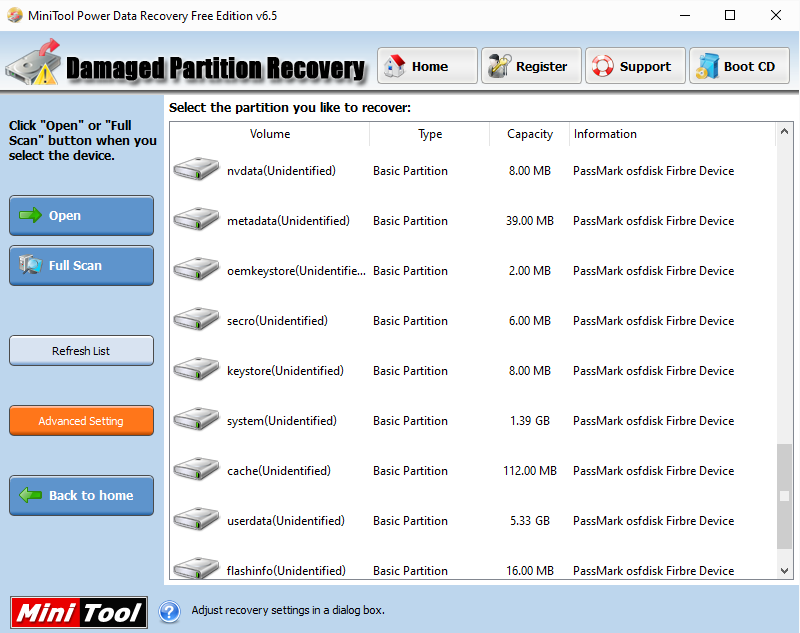 MiniTool Power Data Recovery Free Edition v6.5
Damaged Partition Recovery
Home
Register
Support
Boot CD
Click "Open" or "Full
Scan" button when you
select the device.
Open
Full Scan
Refresh List
Advanced Setting
Back to home
Select the partition you like to recover:
Volume Type Capacity Information
nvdata(Unidentified) Basic Partition 8.00 MB PassMark osfdisk Firbre Device
metadata(Unidentified) Basic Partition 39.00 MB PassMark osfdisk Firbre Device
oemkeystore(Unidentifie... Basic Partition 2.00 MB PassMark osfdisk Firbre Device
secro(Unidentified) Basic Partition 6.00 MB PassMark osfdisk Firbre Device
keystore(Unidentified) Basic Partition 8.00 MB PassMark osfdisk Firbre Device
system(Unidentified) Basic Partition 1.39 GB PassMark osfdisk Firbre Device
cache(Unidentified) Basic Partition 112.00 MB PassMark osfdisk Firbre Device
userdata(Unidentified) Basic Partition 5.33 GB PassMark osfdisk Firbre Device
flashinfo(Unidentified) Basic Partition 16.00 MB PassMark osfdisk Firbre Device
Mini Tool
? Adjust recovery settings in a dialog box.